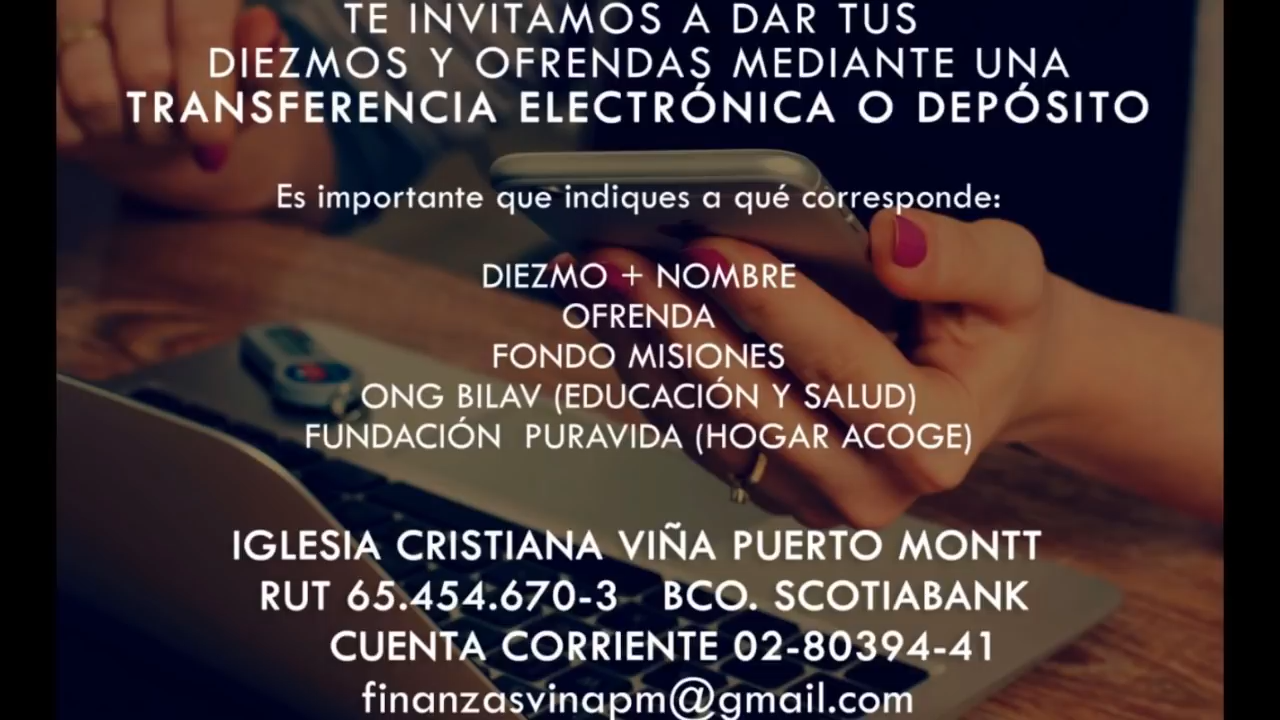 TE INVITAMOS A DAR TUS
DIEZMOS Y OFRENDAS MEDIANTE UNA
TRANSFERENCIA ELECTRÓNICA O DEPÓSITO
Es importante que indiques a qué corresponde:
DIEZMO + NOMBRE
OFRENDA
FONDO MISIONES
ONG BILAV (EDUCACIÓN Y SALUD)
FUNDACIÓN PURAVIDA (HOGAR ACOGE)
IGLESIA CRISTIANA VIÑA PUERTO MONTT
RUT 65.454.670-3 BCO. SCOTIABANK
CUENTA CORRIENTE 02-80394-41
finanzasvinapm@gmail.com